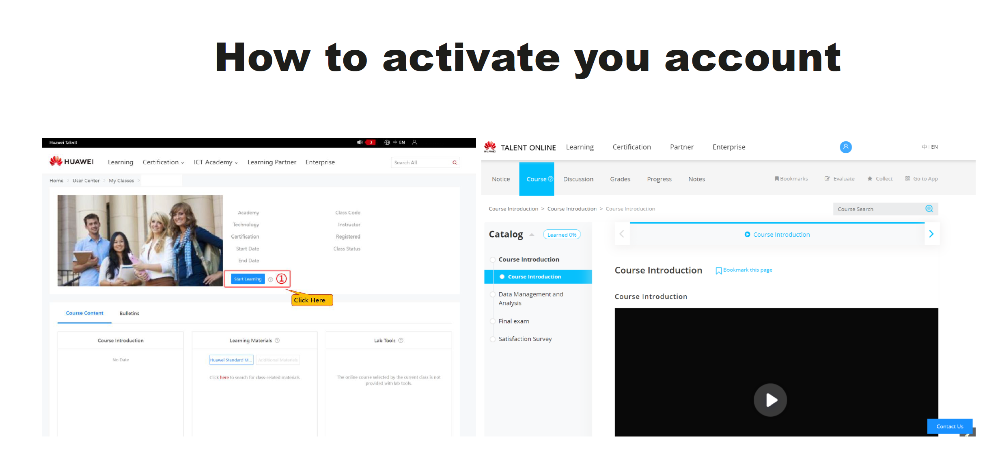 How to activate you account
Huawei Talent
3
中 EN
HUAWEI
Learning
Certification
ICT Academy
Learning Partner
Enterprise
Search All
Home > User Center > My Classes >
Academy
Class Code
Technology
Instructor
Certification
Registered
Start Date
Class Status
End Date
Start Learning
?
①
Click Here
Course Content
Bulletins
Course Introduction
Learning Materials ?
Lab Tools ?
No Date
Huawei Standard M...
Additional Materials
Click here to search for class-related materials.
The online course selected by the current class is not
provided with lab tools.
HUAWEI
TALENT ONLINE
Learning
Certification
Partner
Enterprise
中 | EN
Notice
Course ?
Discussion
Grades
Progress
Notes
Bookmarks
Evaluate
Collect
Go to App
Course Introduction > Course Introduction > Course Introduction
Course Search
Catalog
Learned 0%
Course Introduction
Course Introduction
Data Management and
Analysis
Final exam
Satisfaction Survey
Course Introduction
Course Introduction
Bookmark this page
Course Introduction
Contact Us